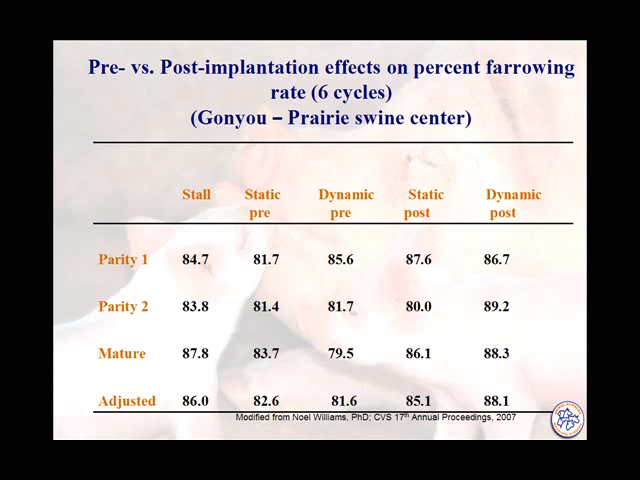 Pre- vs. Post-implantation effects on percent farrowing
rate (6 cycles)
(Gonyou – Prairie swine center)
Stall Static Dynamic Static Dynamic
pre pre post post
Parity 1 84.7 81.7 85.6 87.6 86.7
Parity 2 83.8 81.4 81.7 80.0 89.2
Mature 87.8 83.7 79.5 86.1 88.3
Adjusted 86.0 82.6 81.6 85.1 88.1
Modified from Noel Williams, PhD; CVS 17th Annual Proceedings, 2007